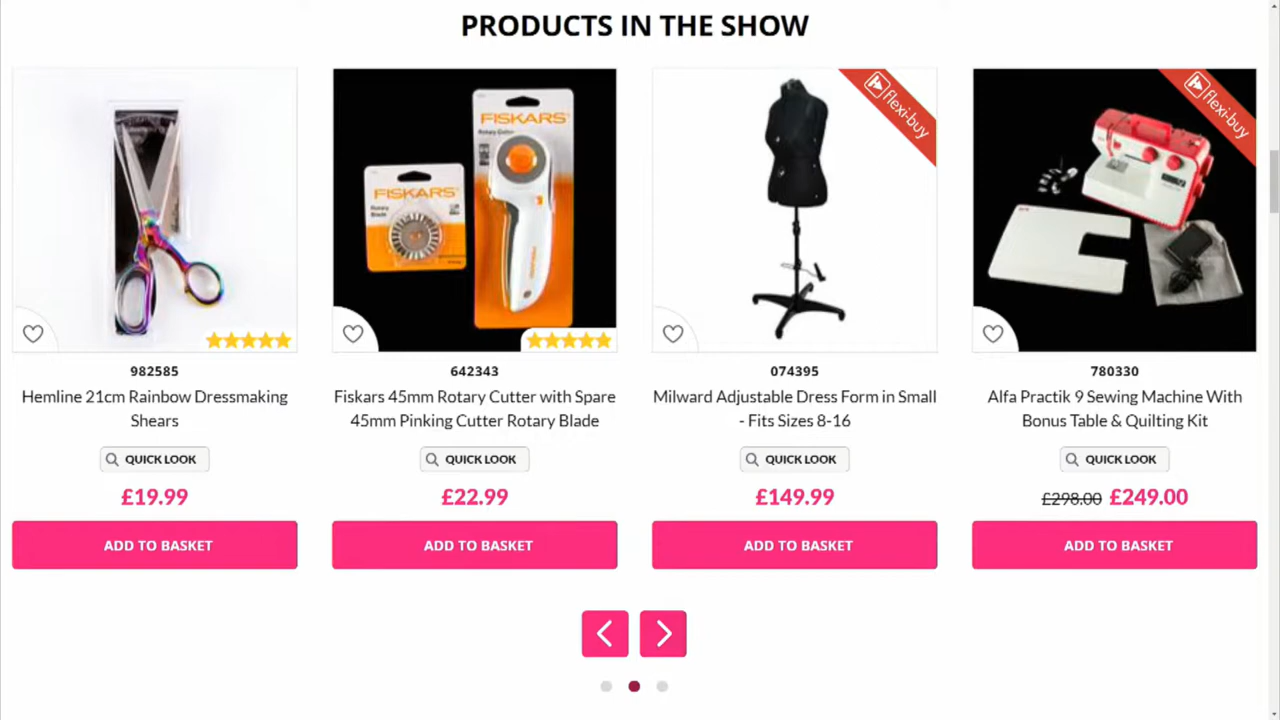 PRODUCTS IN THE SHOW
FISKARS
Rotary Cutter
FISKARS
Rotary
Blade
flexi-buy
flexi-buy
982585
Hemline 21cm Rainbow Dressmaking
Shears
QUICK LOOK
£19.99
ADD TO BASKET
642343
Fiskars 45mm Rotary Cutter with Spare
45mm Pinking Cutter Rotary Blade
QUICK LOOK
£22.99
ADD TO BASKET
074395
Milward Adjustable Dress Form in Small
- Fits Sizes 8-16
QUICK LOOK
£149.99
ADD TO BASKET
780330
Alfa Practik 9 Sewing Machine With
Bonus Table & Quilting Kit
QUICK LOOK
£298.00 £249.00
ADD TO BASKET